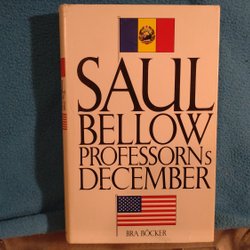 SAUL
BELLOW
PROFESSORNs
DECEMBER
BRA BÖCKER